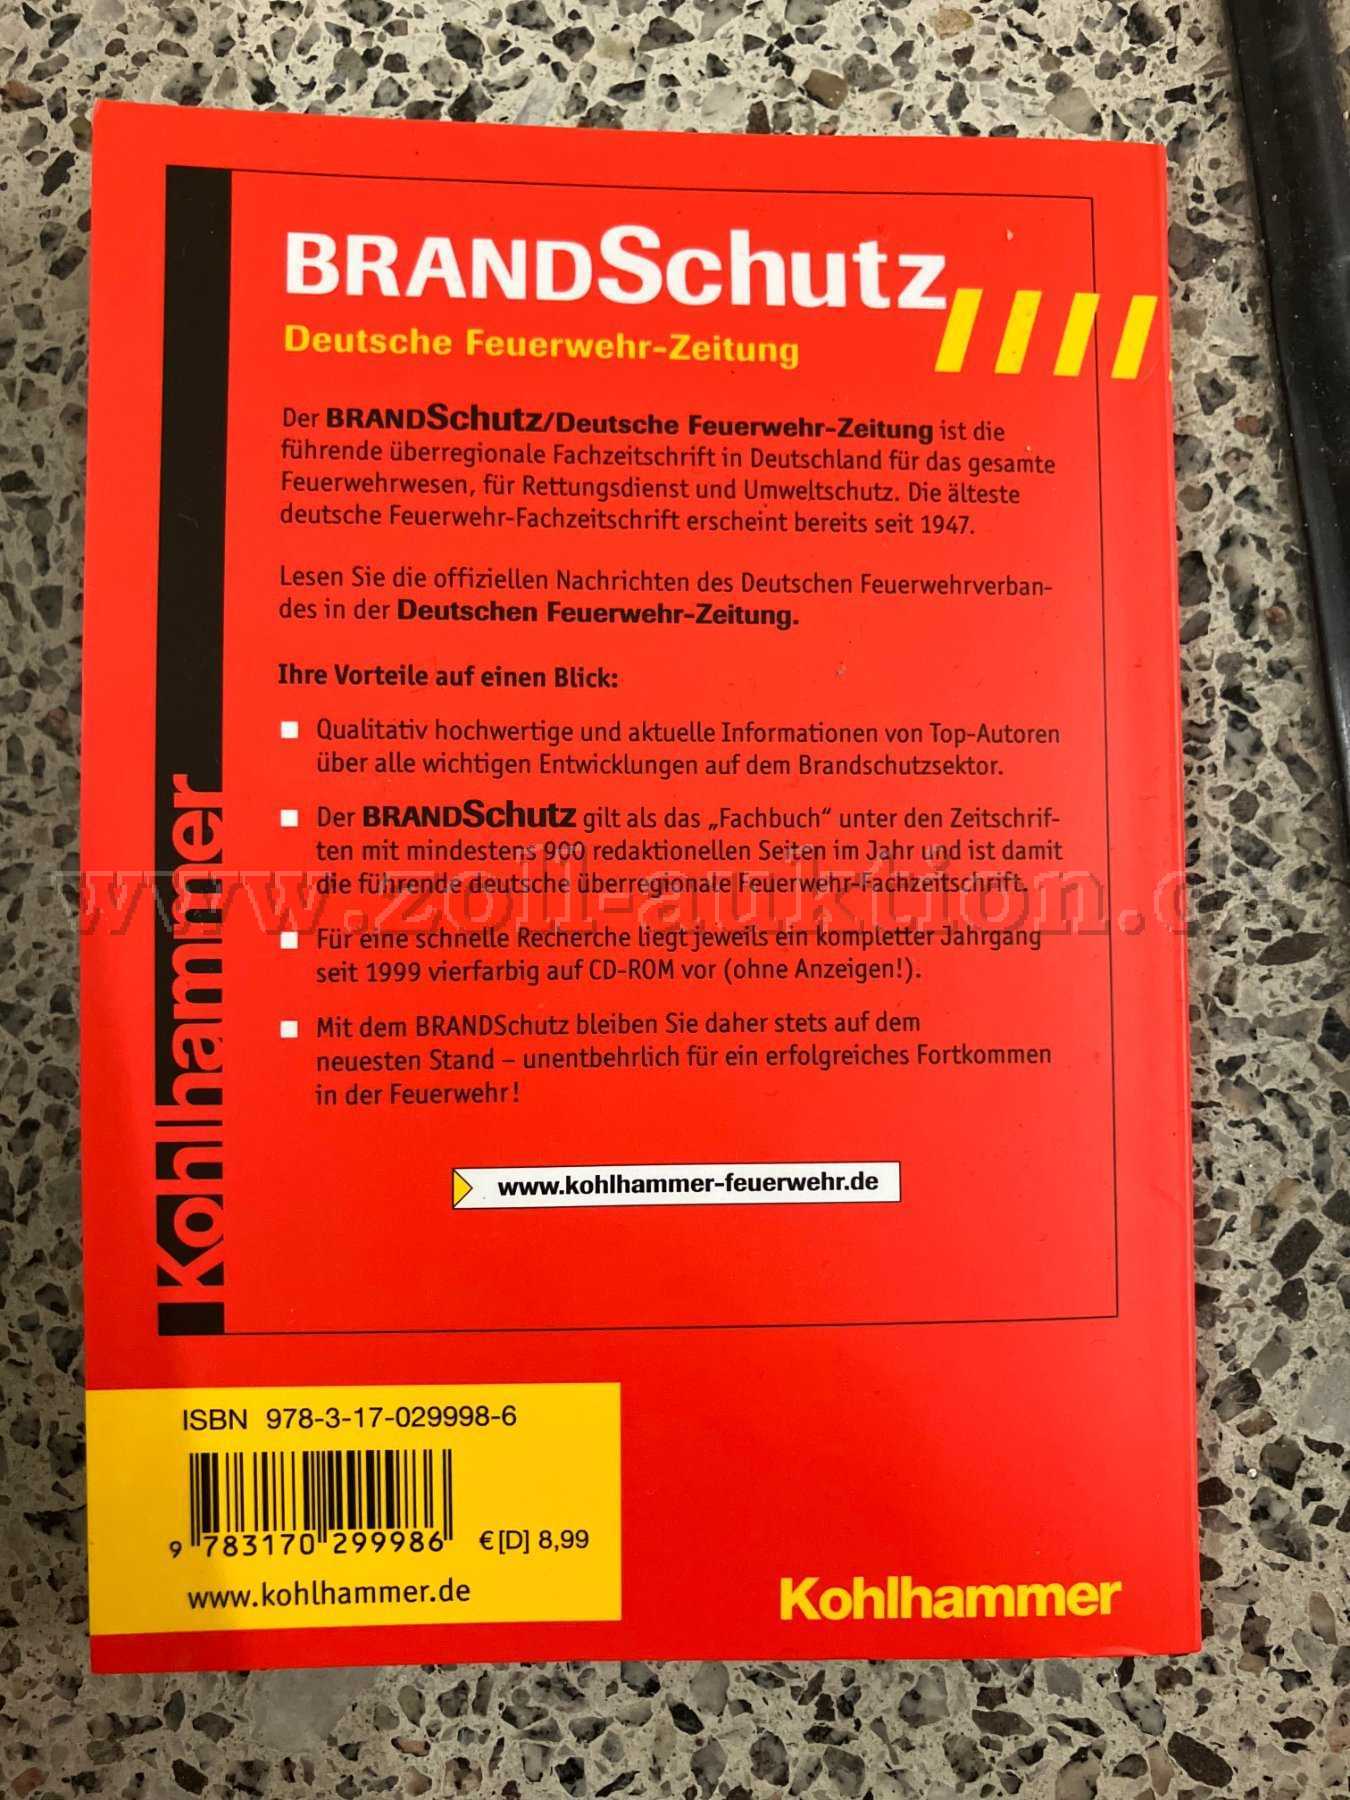 BRANDSchutz
Deutsche Feuerwehr-Zeitung
Der BRANDSchutz/Deutsche Feuerwehr-Zeitung ist die
führende überregionale Fachzeitschrift in Deutschland für das gesamte
Feuerwehrwesen, für Rettungsdienst und Umweltschutz. Die älteste
deutsche Feuerwehr-Fachzeitschrift erscheint bereits seit 1947.
Lesen Sie die offiziellen Nachrichten des Deutschen Feuerwehrverban-
des in der Deutschen Feuerwehr-Zeitung.
Ihre Vorteile auf einen Blick:
Qualitativ hochwertige und aktuelle Informationen von Top-Autoren
über alle wichtigen Entwicklungen auf dem Brandschutzsektor.
Der BRANDSchutz gilt als das „Fachbuch“ unter den Zeitschrif-
ten mit mindestens 900 redaktionellen Seiten im Jahr und ist damit
die führende deutsche überregionale Feuerwehr-Fachzeitschrift.
Für eine schnelle Recherche liegt jeweils ein kompletter Jahrgang
seit 1999 vierfarbig auf CD-ROM vor (ohne Anzeigen!).
Mit dem BRANDSchutz bleiben Sie daher stets auf dem
neuesten Stand – unentbehrlich für ein erfolgreiches Fortkommen
in der Feuerwehr!
www.kohlhammer-feuerwehr.de
Kohlhammer
ISBN 978-3-17-029998-6
9 783170 299986
€ [D] 8,99
www.kohlhammer.de
Kohlhammer
www.zoll-auktion.de